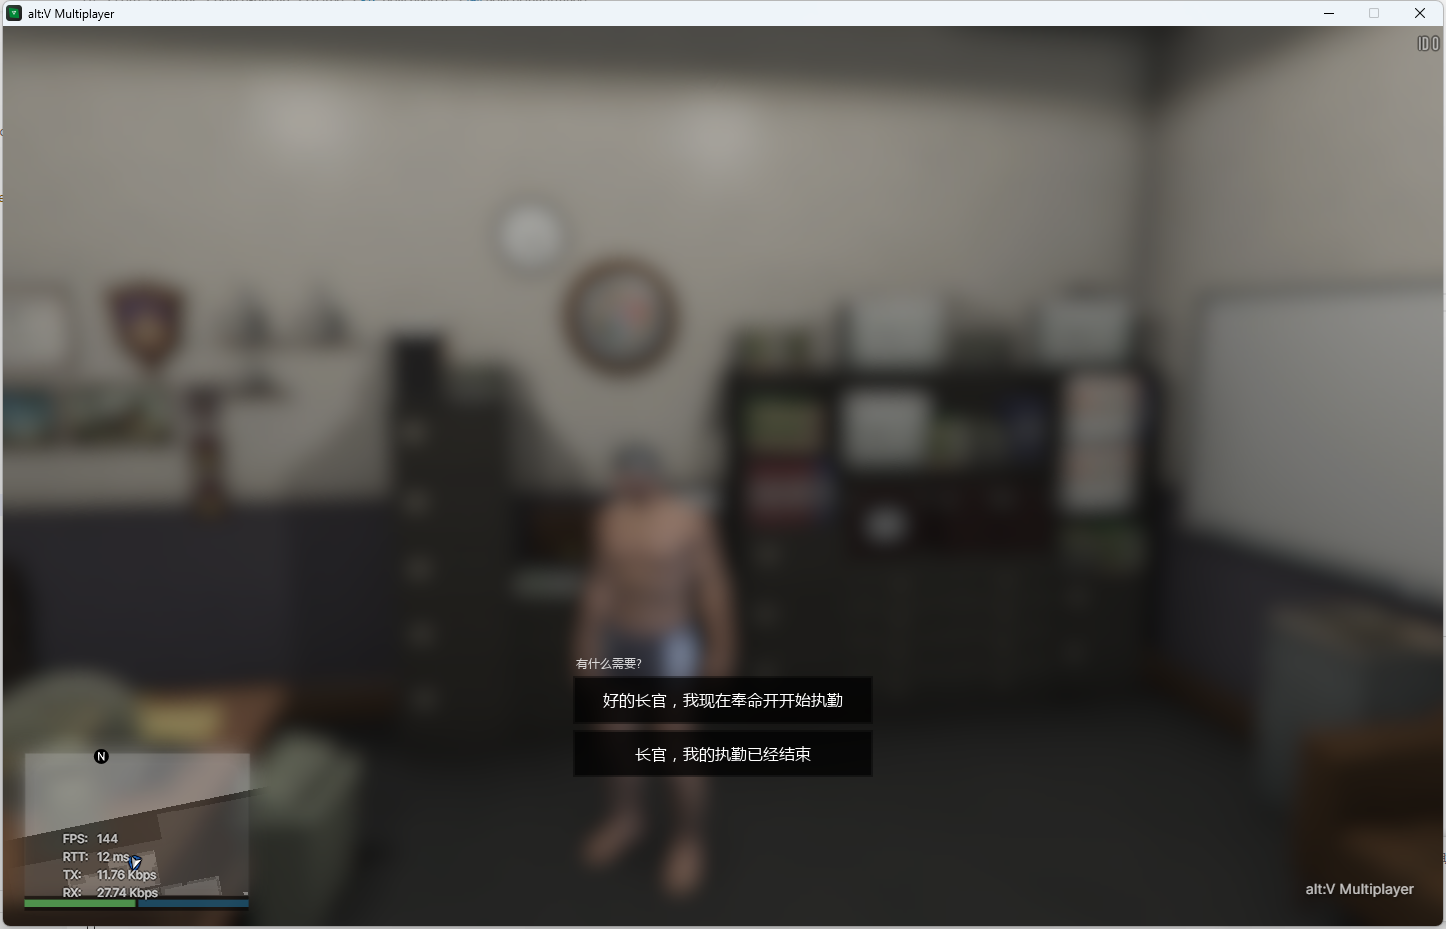 alt:V Multiplayer
ID 0
有什么需要?
好的长官，我现在奉命开开始执勤
长官，我的执勤已经结束
N
FPS: 144
RTT: 12 ms
TX: 11.76 Kbps
RX: 27.74 Kbps
alt:V Multiplayer